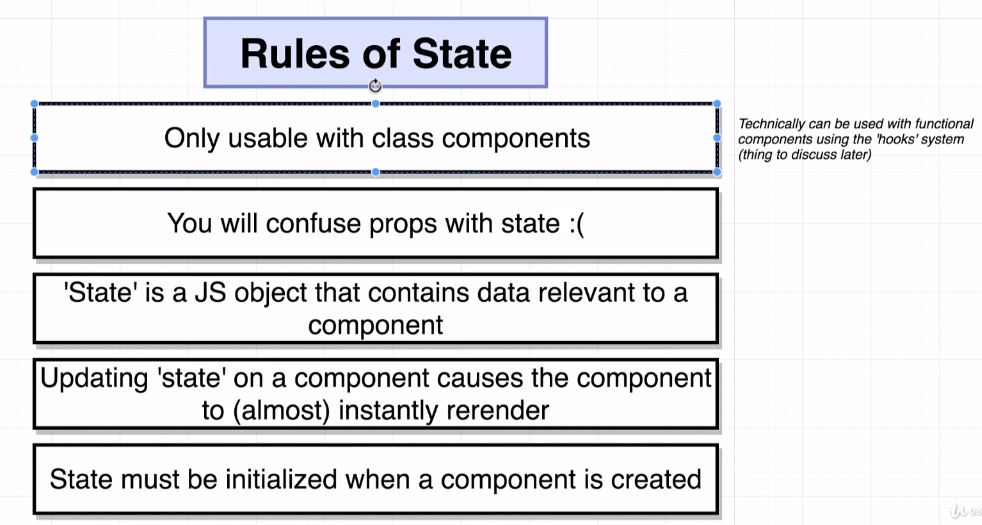 Rules of State
Only usable with class components
Technically can be used with functional
components using the 'hooks' system
(thing to discuss later)
You will confuse props with state :(
'State' is a JS object that contains data relevant to a
component
Updating 'state' on a component causes the component
to (almost) instantly rerender
State must be initialized when a component is created